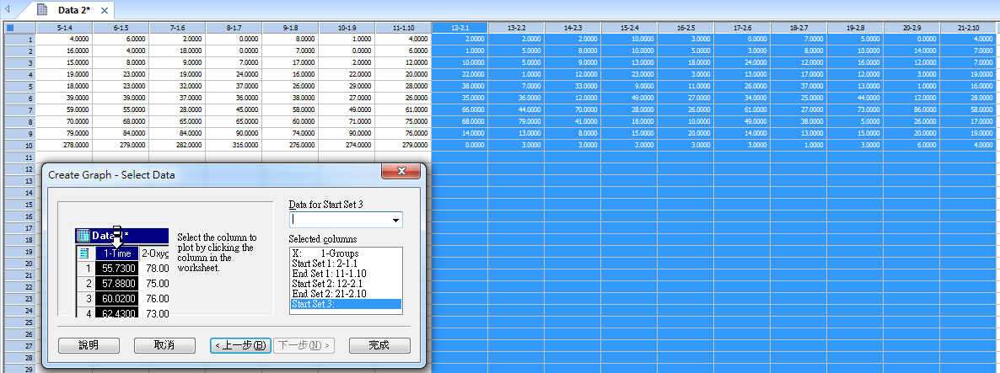 Data 2*
5-1.4 6-1.5 7-1.6 8-1.7 9-1.8 10-1.9 11-1.10 12-2.1 13-2.2 14-2.3 15-2.4 16-2.5 17-2.6 18-2.7 19-2.8 20-2.9 21-2.10
1 4.0000 6.0000 2.0000 0.0000 8.0000 1.0000 4.0000 2.0000 2.0000 2.0000 10.0000 3.0000 0.0000 7.0000 5.0000 0.0000 4.0000
2 16.0000 4.0000 18.0000 0.0000 7.0000 0.0000 6.0000 1.0000 5.0000 8.0000 10.0000 5.0000 3.0000 8.0000 10.0000 14.0000 7.0000
3 15.0000 8.0000 9.0000 7.0000 17.0000 2.0000 12.0000 10.0000 5.0000 9.0000 13.0000 18.0000 24.0000 12.0000 16.0000 12.0000 7.0000
4 19.0000 23.0000 19.0000 24.0000 16.0000 22.0000 20.0000 22.0000 1.0000 12.0000 23.0000 3.0000 13.0000 17.0000 12.0000 3.0000 19.0000
5 18.0000 23.0000 32.0000 37.0000 26.0000 29.0000 28.0000 38.0000 7.0000 33.0000 9.0000 11.0000 26.0000 37.0000 13.0000 1.0000 16.0000
6 39.0000 39.0000 37.0000 36.0000 38.0000 27.0000 26.0000 35.0000 36.0000 12.0000 49.0000 27.0000 34.0000 25.0000 44.0000 12.0000 28.0000
7 59.0000 55.0000 28.0000 45.0000 58.0000 49.0000 61.0000 66.0000 44.0000 70.0000 28.0000 26.0000 61.0000 27.0000 73.0000 86.0000 58.0000
8 70.0000 68.0000 65.0000 65.0000 60.0000 71.0000 75.0000 68.0000 79.0000 41.0000 18.0000 10.0000 49.0000 38.0000 5.0000 26.0000 17.0000
9 79.0000 84.0000 84.0000 90.0000 74.0000 90.0000 76.0000 14.0000 13.0000 8.0000 15.0000 20.0000 14.0000 13.0000 15.0000 20.0000 19.0000
10 278.0000 279.0000 282.0000 316.0000 276.0000 274.0000 279.0000 0.0000 3.0000 3.0000 2.0000 3.0000 3.0000 1.0000 3.0000 6.0000 4.0000
11
12
13
14
15
16
17
18
19
20
21
22
23
24
25
26
27
28
29
Create Graph - Select Data
Data for Start Set 3
Selected columns
X: 1-Groups
Start Set 1: 2-1.1
End Set 1: 11-1.10
Start Set 2: 12-2.1
End Set 2: 21-2.10
Start Set 3:
1-Time 2-Oxyg
1 55.7300 78.00
2 57.8800 75.00
3 60.0200 76.00
4 62.4300 73.00
Select the column to
plot by clicking the
column in the
worksheet.
說明 取消 < 上一步(B) 下一步(N) > 完成